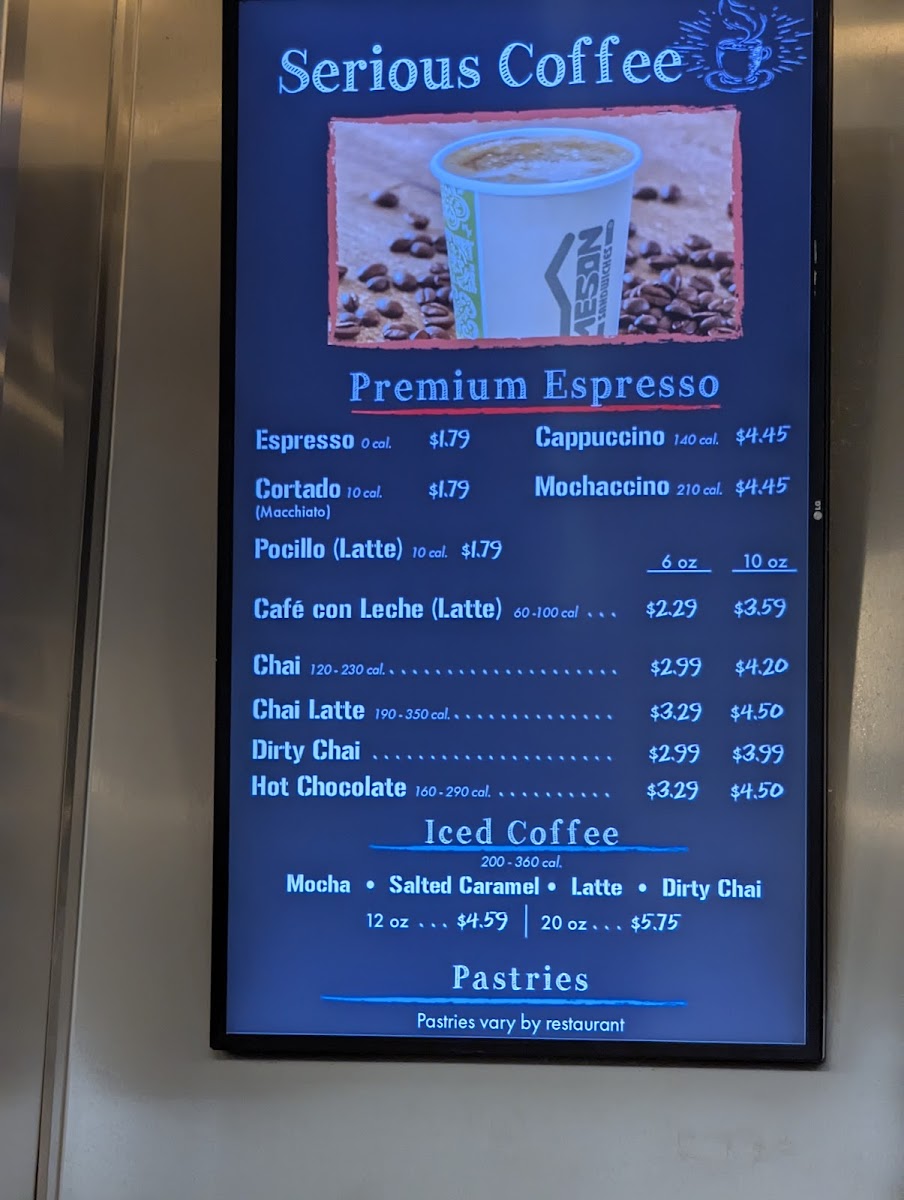 Serious Coffee
MESON
SANDWICHES
Premium Espresso
Espresso 0 cal. $1.79 Cappuccino 140 cal. $4.45
Cortado 10 cal. $1.79 Mochaccino 210 cal. $4.45
(Macchiato)
Pocillo (Latte) 10 cal. $1.79
6 oz 10 oz
Café con Leche (Latte) 60-100 cal ... $2.29 $3.59
Chai 120-230 cal. .................... $2.99 $4.20
Chai Latte 190-350 cal. .............. $3.29 $4.50
Dirty Chai ..................... $2.99 $3.99
Hot Chocolate 160-290 cal. .......... $3.29 $4.50
Iced Coffee
200-360 cal.
Mocha • Salted Caramel • Latte • Dirty Chai
12 oz ... $4.59 | 20 oz ... $5.75
Pastries
Pastries vary by restaurant
LG